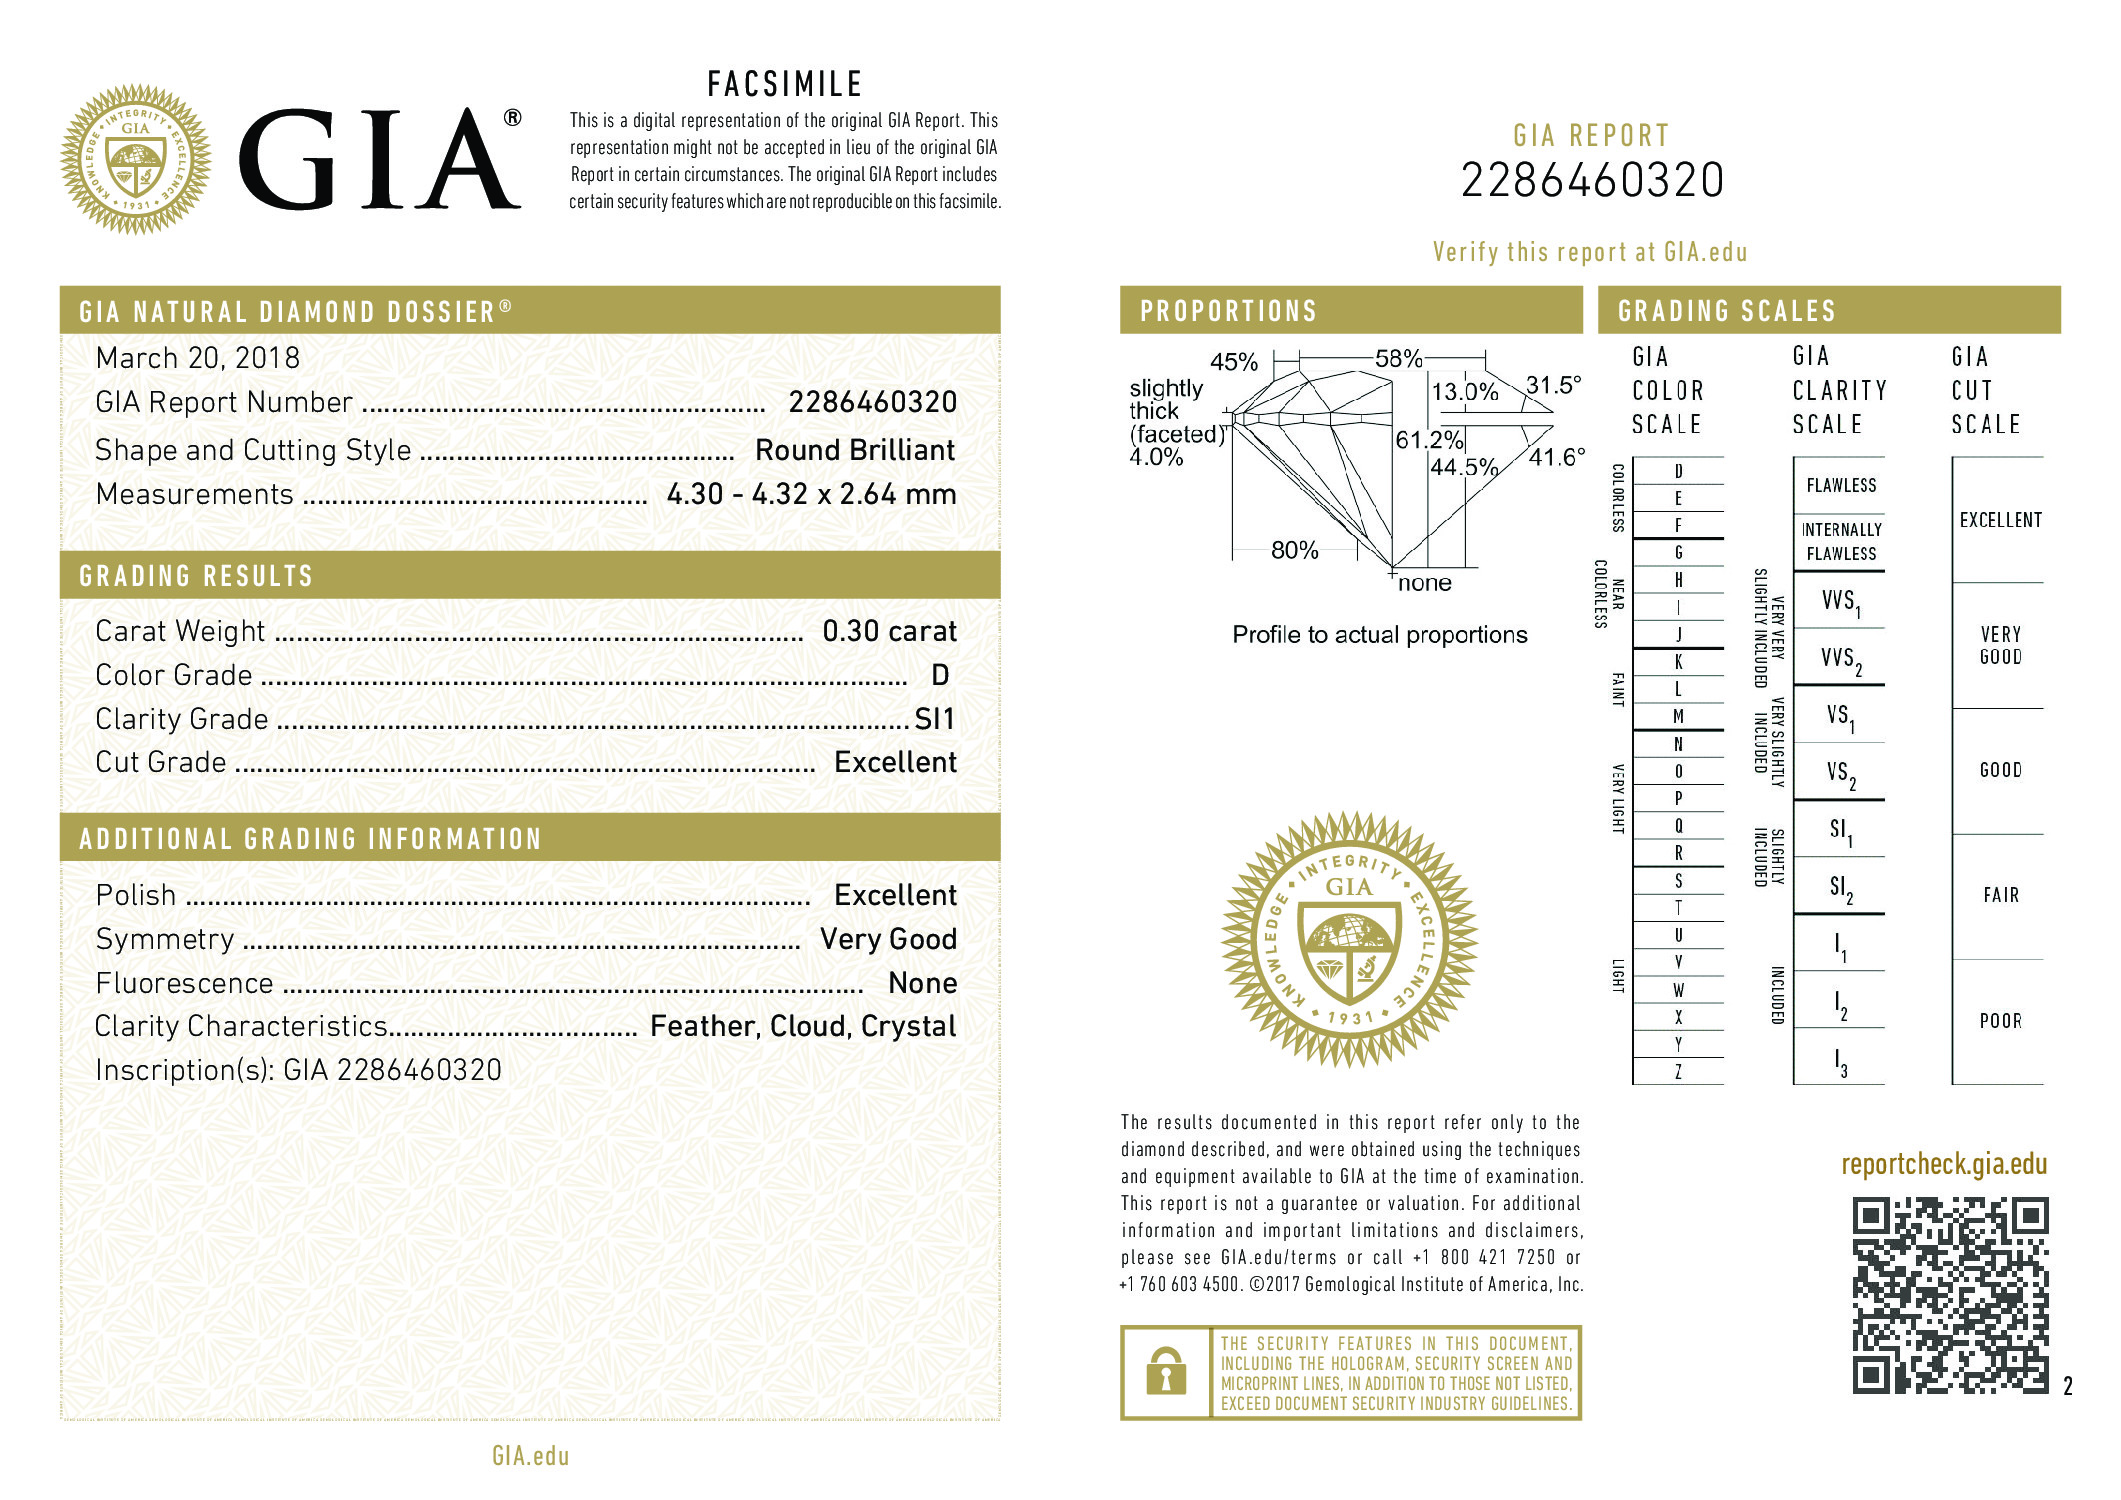 FACSIMILE
This is a digital representation of the original GIA Report. This
representation might not be accepted in lieu of the original GIA
Report in certain circumstances. The original GIA Report includes
certain security features which are not reproducible on this facsimile.
KNOWLEDGE • INTEGRITY • EXCELLENCE • 1931 •
GIA
GIA®
GIA NATURAL DIAMOND DOSSIER®
March 20, 2018
GIA Report Number ........ 2286460320
Shape and Cutting Style ........ Round Brilliant
Measurements ........ 4.30 - 4.32 x 2.64 mm
GRADING RESULTS
Carat Weight ........ 0.30 carat
Color Grade ........ D
Clarity Grade ........ SI1
Cut Grade ........ Excellent
ADDITIONAL GRADING INFORMATION
Polish ........ Excellent
Symmetry ........ Very Good
Fluorescence ........ None
Clarity Characteristics ........ Feather, Cloud, Crystal
Inscription(s): GIA 2286460320
GIA.edu
GIA REPORT
2286460320
Verify this report at GIA.edu
PROPORTIONS
45%
58%
slightly
thick
(faceted)
4.0%
13.0%
31.5°
61.2%
44.5%
41.6°
80%
none
Profile to actual proportions
KNOWLEDGE • INTEGRITY • EXCELLENCE • 1931 •
GIA
The results documented in this report refer only to the
diamond described, and were obtained using the techniques
and equipment available to GIA at the time of examination.
This report is not a guarantee or valuation. For additional
information and important limitations and disclaimers,
please see GIA.edu/terms or call +1 800 421 7250 or
+1 760 603 4500. ©2017 Gemological Institute of America, Inc.
THE SECURITY FEATURES IN THIS DOCUMENT,
INCLUDING THE HOLOGRAM, SECURITY SCREEN AND
MICROPRINT LINES, IN ADDITION TO THOSE NOT LISTED,
EXCEED DOCUMENT SECURITY INDUSTRY GUIDELINES.
GRADING SCALES
GIA
COLOR
SCALE
COLORLESS
D
E
F
NEAR
COLORLESS
G
H
I
J
FAINT
K
L
M
VERY LIGHT
N
O
P
Q
R
LIGHT
S
T
U
V
W
X
Y
Z
GIA
CLARITY
SCALE
FLAWLESS
INTERNALLY
FLAWLESS
VERY VERY
SLIGHTLY INCLUDED
VVS1
VVS2
VERY SLIGHTLY
INCLUDED
VS1
VS2
SLIGHTLY
INCLUDED
SI1
SI2
INCLUDED
I1
I2
I3
GIA
CUT
SCALE
EXCELLENT
VERY
GOOD
GOOD
FAIR
POOR
reportcheck.gia.edu
2